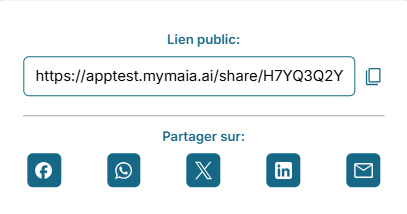 Lien public:
https://apptest.mymaia.ai/share/H7YQ3Q2Y
Partager sur: